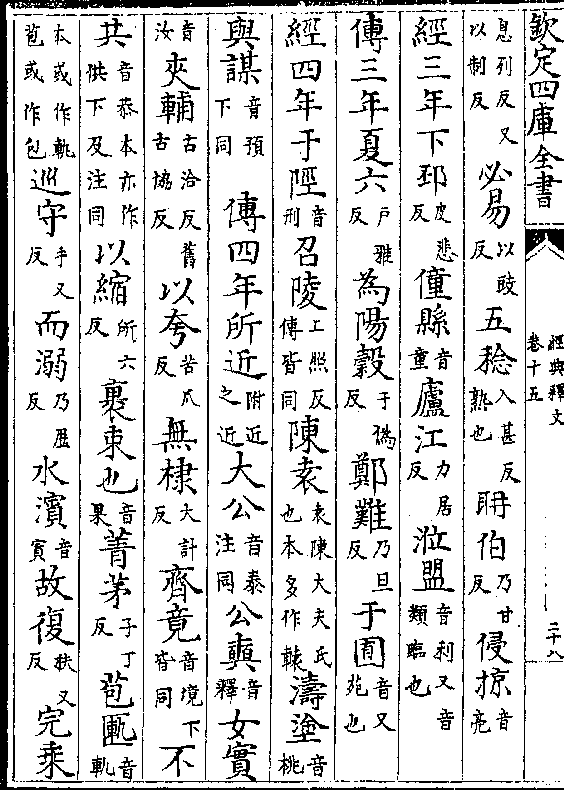 欽定四庫全書 經典釋文 卷十五 二十八
息列反又以制反必易以豉反五稔入甚反熟也聃伯乃甘反侵掠音亮
經三年下邳皮悲反僮縣音童廬江力居反涖盟音利又音類臨也
傳三年夏六戶雅反為陽穀于偽反鄭難乃旦反于囿音又苑也
經四年于陘音刑召陵上照反傳皆同陳袁袁陳大夫氏也本多作轅濤塗音桃
與謀音預下同 傳四年所近附近之近大公音泰注同公奭音釋女實
音汝夾輔古洽反舊古協反以夸苦瓜反無棣大計反齊竟音境下皆同不
共音恭本亦作供下及注同以縮所六反裹束也音果菁茅子丁反苞匭音軌
本或作軌苞或作包巡守手又反而溺乃歷反水濱音賓故復扶又反完乘